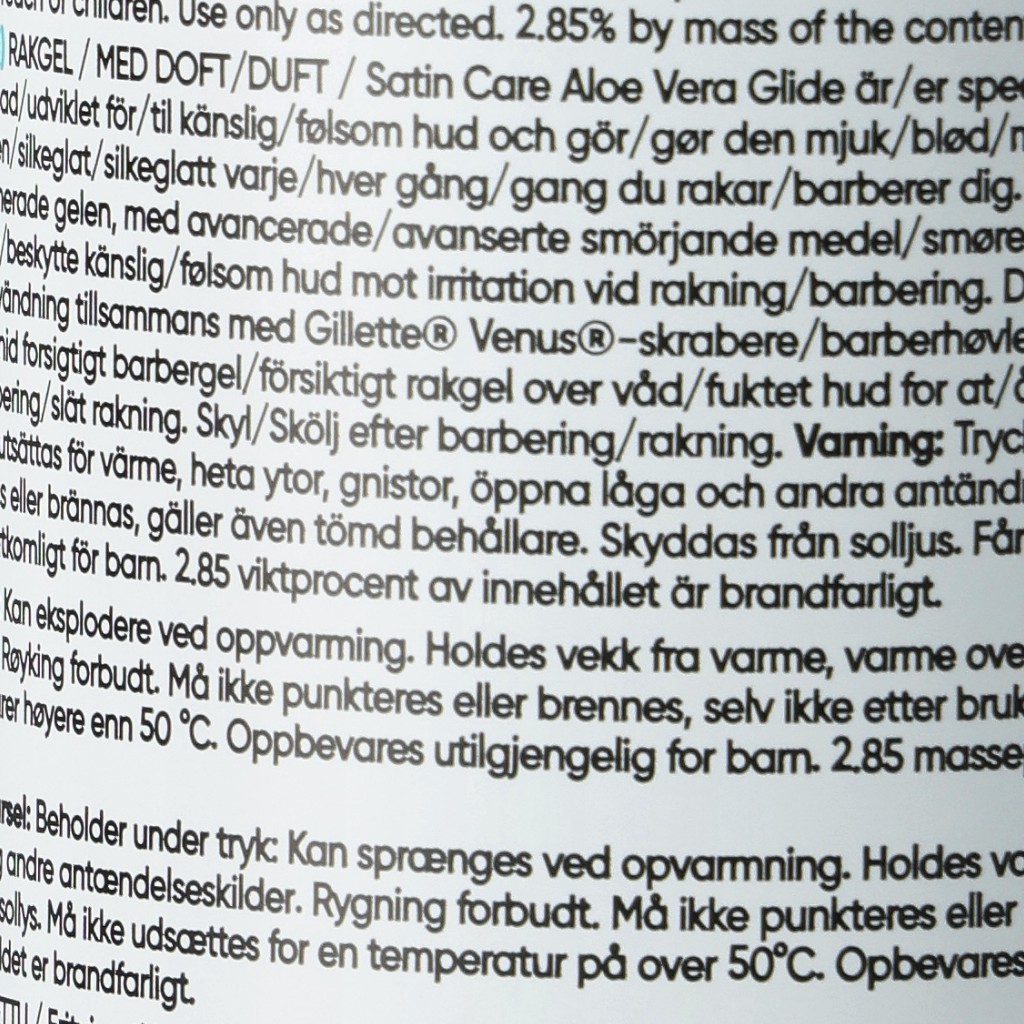 of children. Use only as directed. 2.85% by mass of the conten
RAKGEL / MED DOFT/DUFT / Satin Care Aloe Vera Glide är/er spe
ad/udviklet för/til känslig/følsom hud och gör/gør den mjuk/blød/
n/silkeglat/silkeglatt varje/hver gång/gang du rakar/barberer dig.
erade gelen, med avancerade/avanserte smörjande medel/smøre
/beskytte känslig/følsom hud mot irritation vid rakning/barbering. D
vändning tillsammans med Gillette® Venus®-skrabere/barberhøvle
id forsigtigt barbergel/försiktigt rakgel over våd/fuktet hud for at/
ering/slät rakning. Skyl/Skölj efter barbering/rakning. Varning: Tryc
utsättas för värme, heta ytor, gnistor, öppna låga och andra antänd
s eller brännas, gäller även tömd behållare. Skyddas från solljus. Får
tkomligt för barn. 2.85 viktprocent av innehållet är brandfarligt.
Kan eksplodere ved oppvarming. Holdes vekk fra varme, varme ove
Røyking forbudt. Må ikke punkteres eller brennes, selv ikke etter bruk
rer høyere enn 50 °C. Oppbevares utilgjengelig for barn. 2.85 masse
rsel: Beholder under tryk: Kan sprænges ved opvarmning. Holdes va
g andre antændelseskilder. Rygning forbudt. Må ikke punkteres eller
sollys. Må ikke udsættes for en temperatur på over 50°C. Opbevares
ldet er brandfarligt.